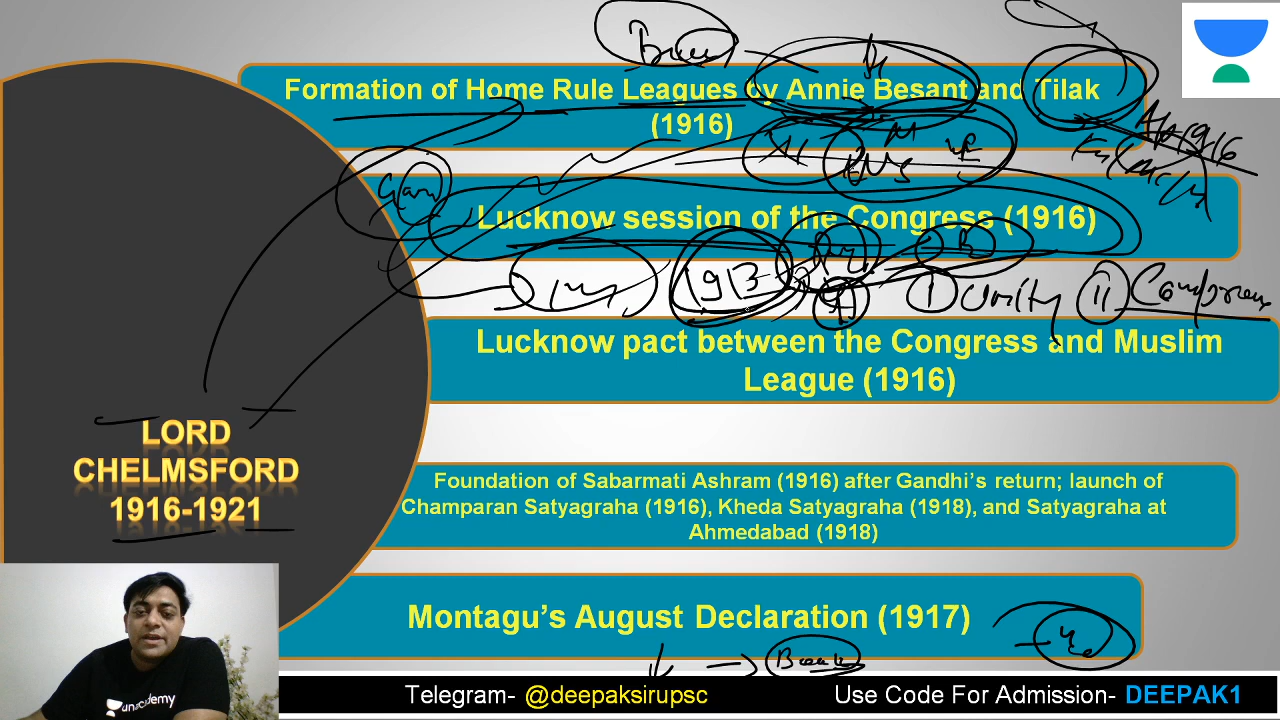 Formation of Home Rule Leagues by Annie Besant and Tilak
(1916)
Lucknow session of the Congress (1916)
1913
① Unity ② Congress
Lucknow pact between the Congress and Muslim
League (1916)
LORD
CHELMSFORD
1916-1921
Foundation of Sabarmati Ashram (1916) after Gandhi's return; launch of
Champaran Satyagraha (1916), Kheda Satyagraha (1918), and Satyagraha at
Ahmedabad (1918)
Montagu's August Declaration (1917)
unacademy
Telegram- @deepaksirupsc
Use Code For Admission- DEEPAK1